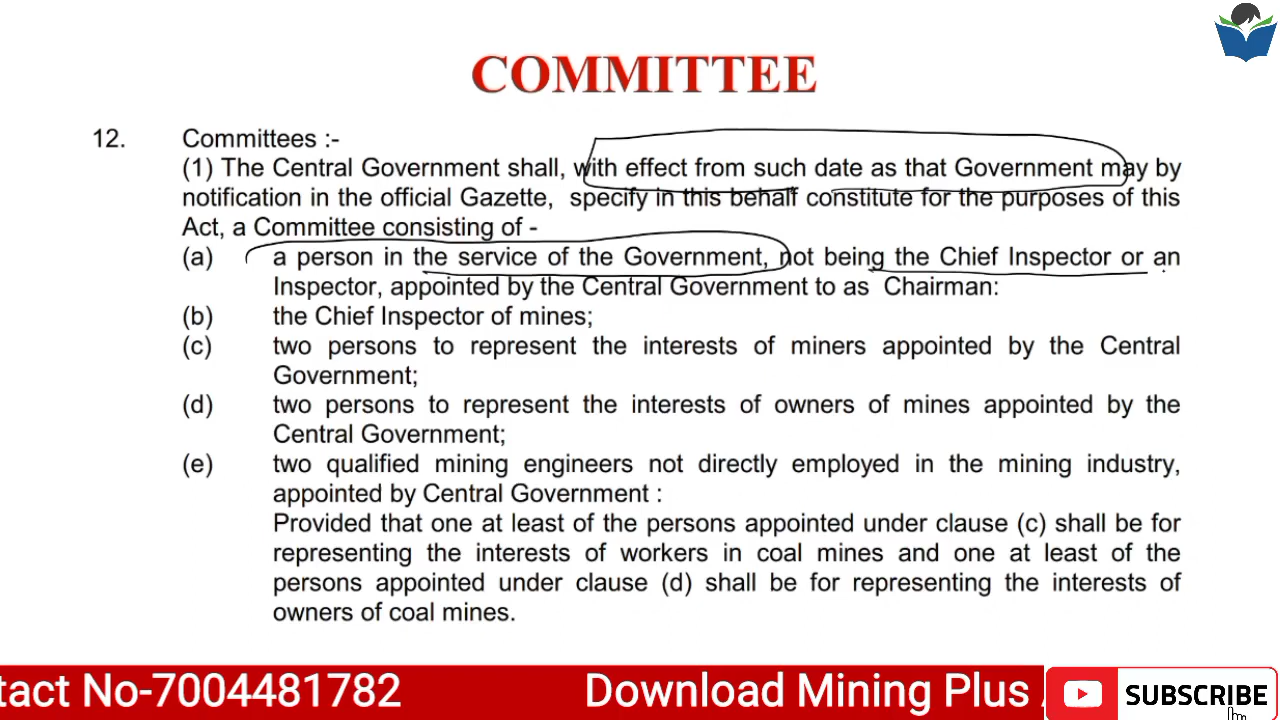 COMMITTEE
12. Committees :-
(1) The Central Government shall, with effect from such date as that Government may by
notification in the official Gazette, specify in this behalf constitute for the purposes of this
Act, a Committee consisting of -
(a) a person in the service of the Government, not being the Chief Inspector or an
Inspector, appointed by the Central Government to as Chairman:
(b) the Chief Inspector of mines;
(c) two persons to represent the interests of miners appointed by the Central
Government;
(d) two persons to represent the interests of owners of mines appointed by the
Central Government;
(e) two qualified mining engineers not directly employed in the mining industry,
appointed by Central Government :
Provided that one at least of the persons appointed under clause (c) shall be for
representing the interests of workers in coal mines and one at least of the
persons appointed under clause (d) shall be for representing the interests of
owners of coal mines.
tact No-7004481782 Download Mining Plus SUBSCRIBE